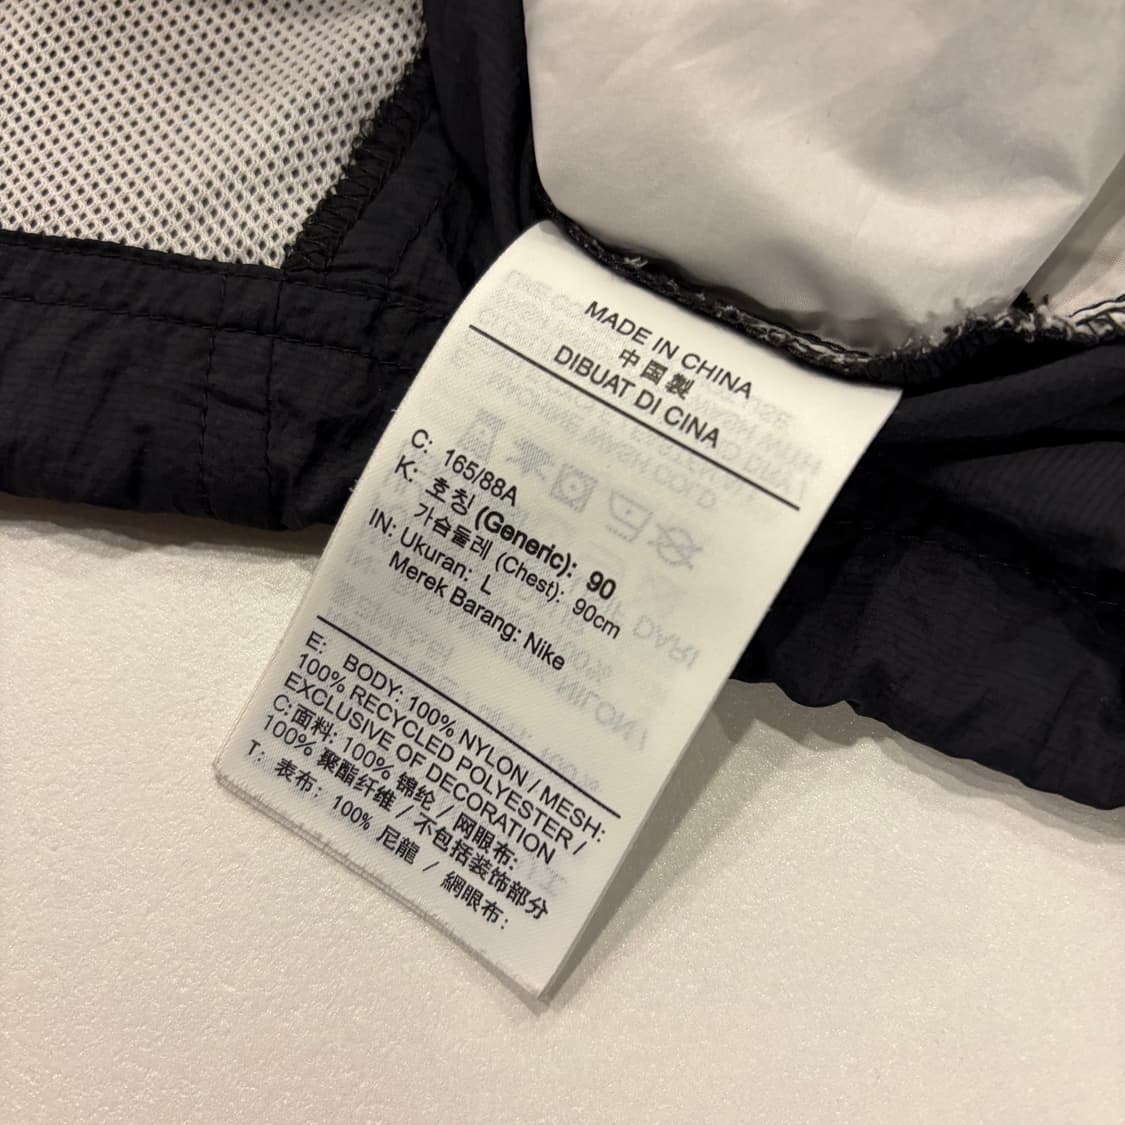 MADE IN CHINA
中國製
DIBUAT DI CINA
C: 165/88A
K: 호칭 (Generic): 90
가슴둘레 (Chest): 90cm
IN: Ukuran: L
Merek Barang: Nike
E: BODY: 100% NYLON / MESH:
100% RECYCLED POLYESTER /
EXCLUSIVE OF DECORATION
C:面料: 100% 锦纶 / 网眼布:
100% 聚酯纤维 / 不包括装饰部分
T: 表布: 100% 尼龍 / 網眼布: